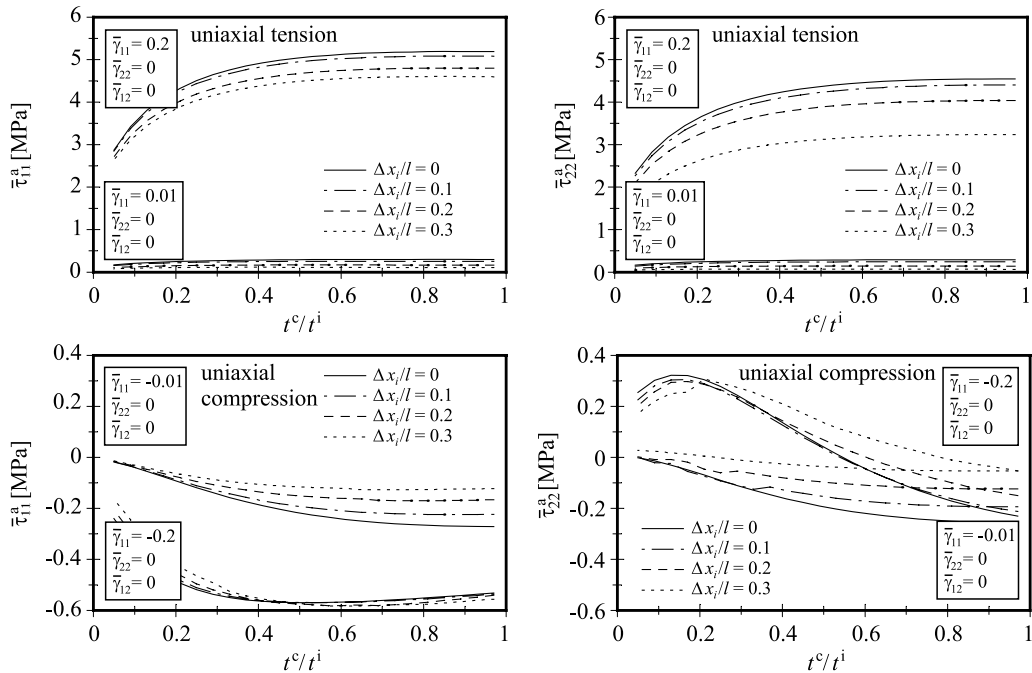 uniaxial tension
γ̅₁₁= 0.2
γ̅₂₂= 0
γ̅₁₂= 0
γ̅₁₁= 0.01
γ̅₂₂= 0
γ̅₁₂= 0
Δxᵢ/l = 0
Δxᵢ/l = 0.1
Δxᵢ/l = 0.2
Δxᵢ/l = 0.3
6
5
4
3
2
1
0
τ̅₁₁ᵃ [MPa]
0 0.2 0.4 0.6 0.8 1
tᶜ/tⁱ
uniaxial tension
γ̅₁₁= 0.2
γ̅₂₂= 0
γ̅₁₂= 0
γ̅₁₁= 0.01
γ̅₂₂= 0
γ̅₁₂= 0
Δxᵢ/l = 0
Δxᵢ/l = 0.1
Δxᵢ/l = 0.2
Δxᵢ/l = 0.3
6
5
4
3
2
1
0
τ̅₂₂ᵃ [MPa]
0 0.2 0.4 0.6 0.8 1
tᶜ/tⁱ
uniaxial
compression
γ̅₁₁= -0.01
γ̅₂₂= 0
γ̅₁₂= 0
Δxᵢ/l = 0
Δxᵢ/l = 0.1
Δxᵢ/l = 0.2
Δxᵢ/l = 0.3
γ̅₁₁= -0.2
γ̅₂₂= 0
γ̅₁₂= 0
0.4
0.2
0
-0.2
-0.4
-0.6
τ̅₁₁ᵃ [MPa]
0 0.2 0.4 0.6 0.8 1
tᶜ/tⁱ
uniaxial compression
γ̅₁₁= -0.2
γ̅₂₂= 0
γ̅₁₂= 0
Δxᵢ/l = 0
Δxᵢ/l = 0.1
Δxᵢ/l = 0.2
Δxᵢ/l = 0.3
γ̅₁₁= -0.01
γ̅₂₂= 0
γ̅₁₂= 0
0.4
0.2
0
-0.2
-0.4
-0.6
τ̅₂₂ᵃ [MPa]
0 0.2 0.4 0.6 0.8 1
tᶜ/tⁱ